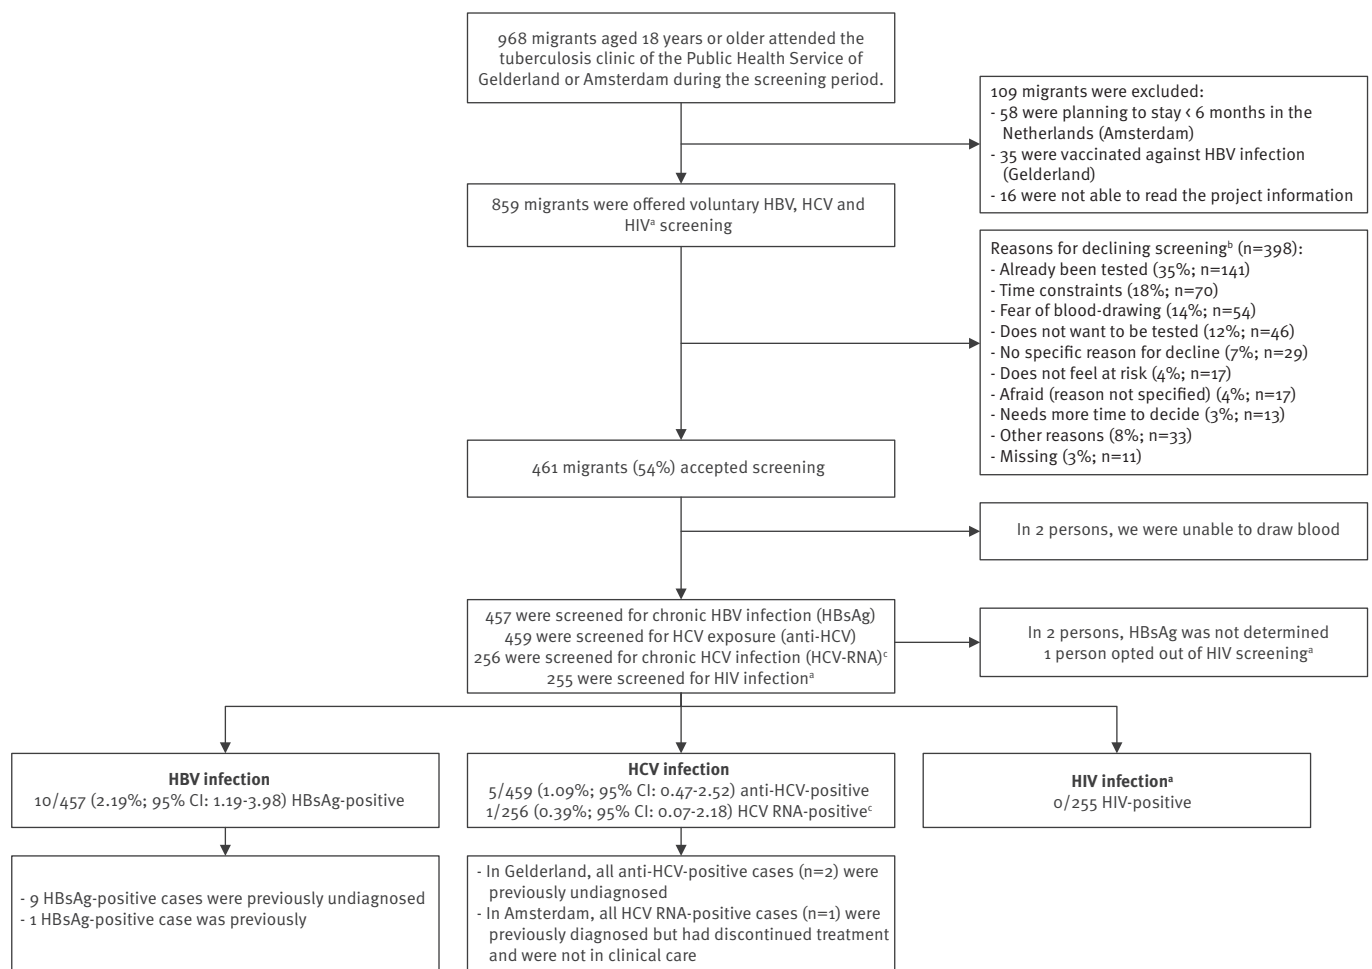 968 migrants aged 18 years or older attended the
tuberculosis clinic of the Public Health Service of
Gelderland or Amsterdam during the screening period.
109 migrants were excluded:
- 58 were planning to stay < 6 months in the
Netherlands (Amsterdam)
- 35 were vaccinated against HBV infection
(Gelderland)
- 16 were not able to read the project information
859 migrants were offered voluntary HBV, HCV and
HIVᵃ screening
Reasons for declining screeningᵇ (n=398):
- Already been tested (35%; n=141)
- Time constraints (18%; n=70)
- Fear of blood-drawing (14%; n=54)
- Does not want to be tested (12%; n=46)
- No specific reason for decline (7%; n=29)
- Does not feel at risk (4%; n=17)
- Afraid (reason not specified) (4%; n=17)
- Needs more time to decide (3%; n=13)
- Other reasons (8%; n=33)
- Missing (3%; n=11)
461 migrants (54%) accepted screening
In 2 persons, we were unable to draw blood
457 were screened for chronic HBV infection (HBsAg)
459 were screened for HCV exposure (anti-HCV)
256 were screened for chronic HCV infection (HCV-RNA)ᶜ
255 were screened for HIV infectionᵃ
In 2 persons, HBsAg was not determined
1 person opted out of HIV screeningᵃ
HBV infection
10/457 (2.19%; 95% CI: 1.19-3.98) HBsAg-positive
HCV infection
5/459 (1.09%; 95% CI: 0.47-2.52) anti-HCV-positive
1/256 (0.39%; 95% CI: 0.07-2.18) HCV RNA-positiveᶜ
HIV infectionᵃ
0/255 HIV-positive
- 9 HBsAg-positive cases were previously undiagnosed
- 1 HBsAg-positive case was previously
- In Gelderland, all anti-HCV-positive cases (n=2) were
previously undiagnosed
- In Amsterdam, all HCV RNA-positive cases (n=1) were
previously diagnosed but had discontinued treatment
and were not in clinical care